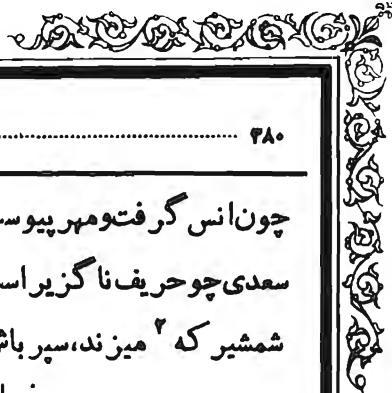 ۳۸۰
چون انس گرفت و مهر پیوس
سعدی چو حریف ناگزیر اس
شمشیر که ۲ میزند، سپر باش